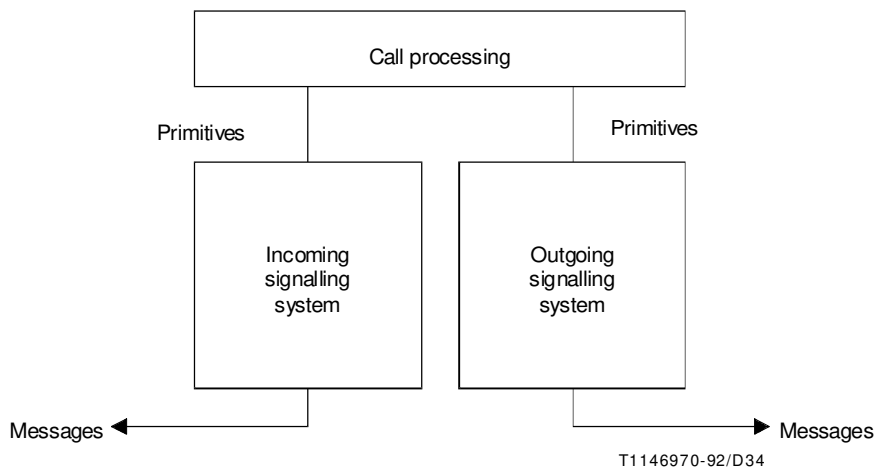 Call processing
Primitives
Primitives
Incoming
signalling
system
Outgoing
signalling
system
Messages
Messages
T1146970-92/D34